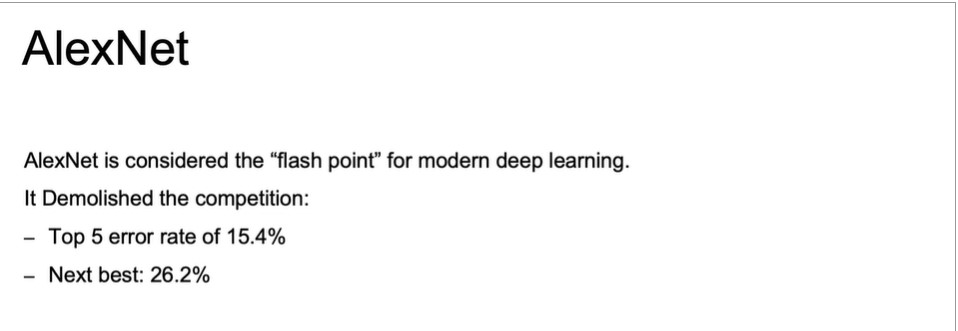 AlexNet
AlexNet is considered the “flash point” for modern deep learning.
It Demolished the competition:
– Top 5 error rate of 15.4%
– Next best: 26.2%